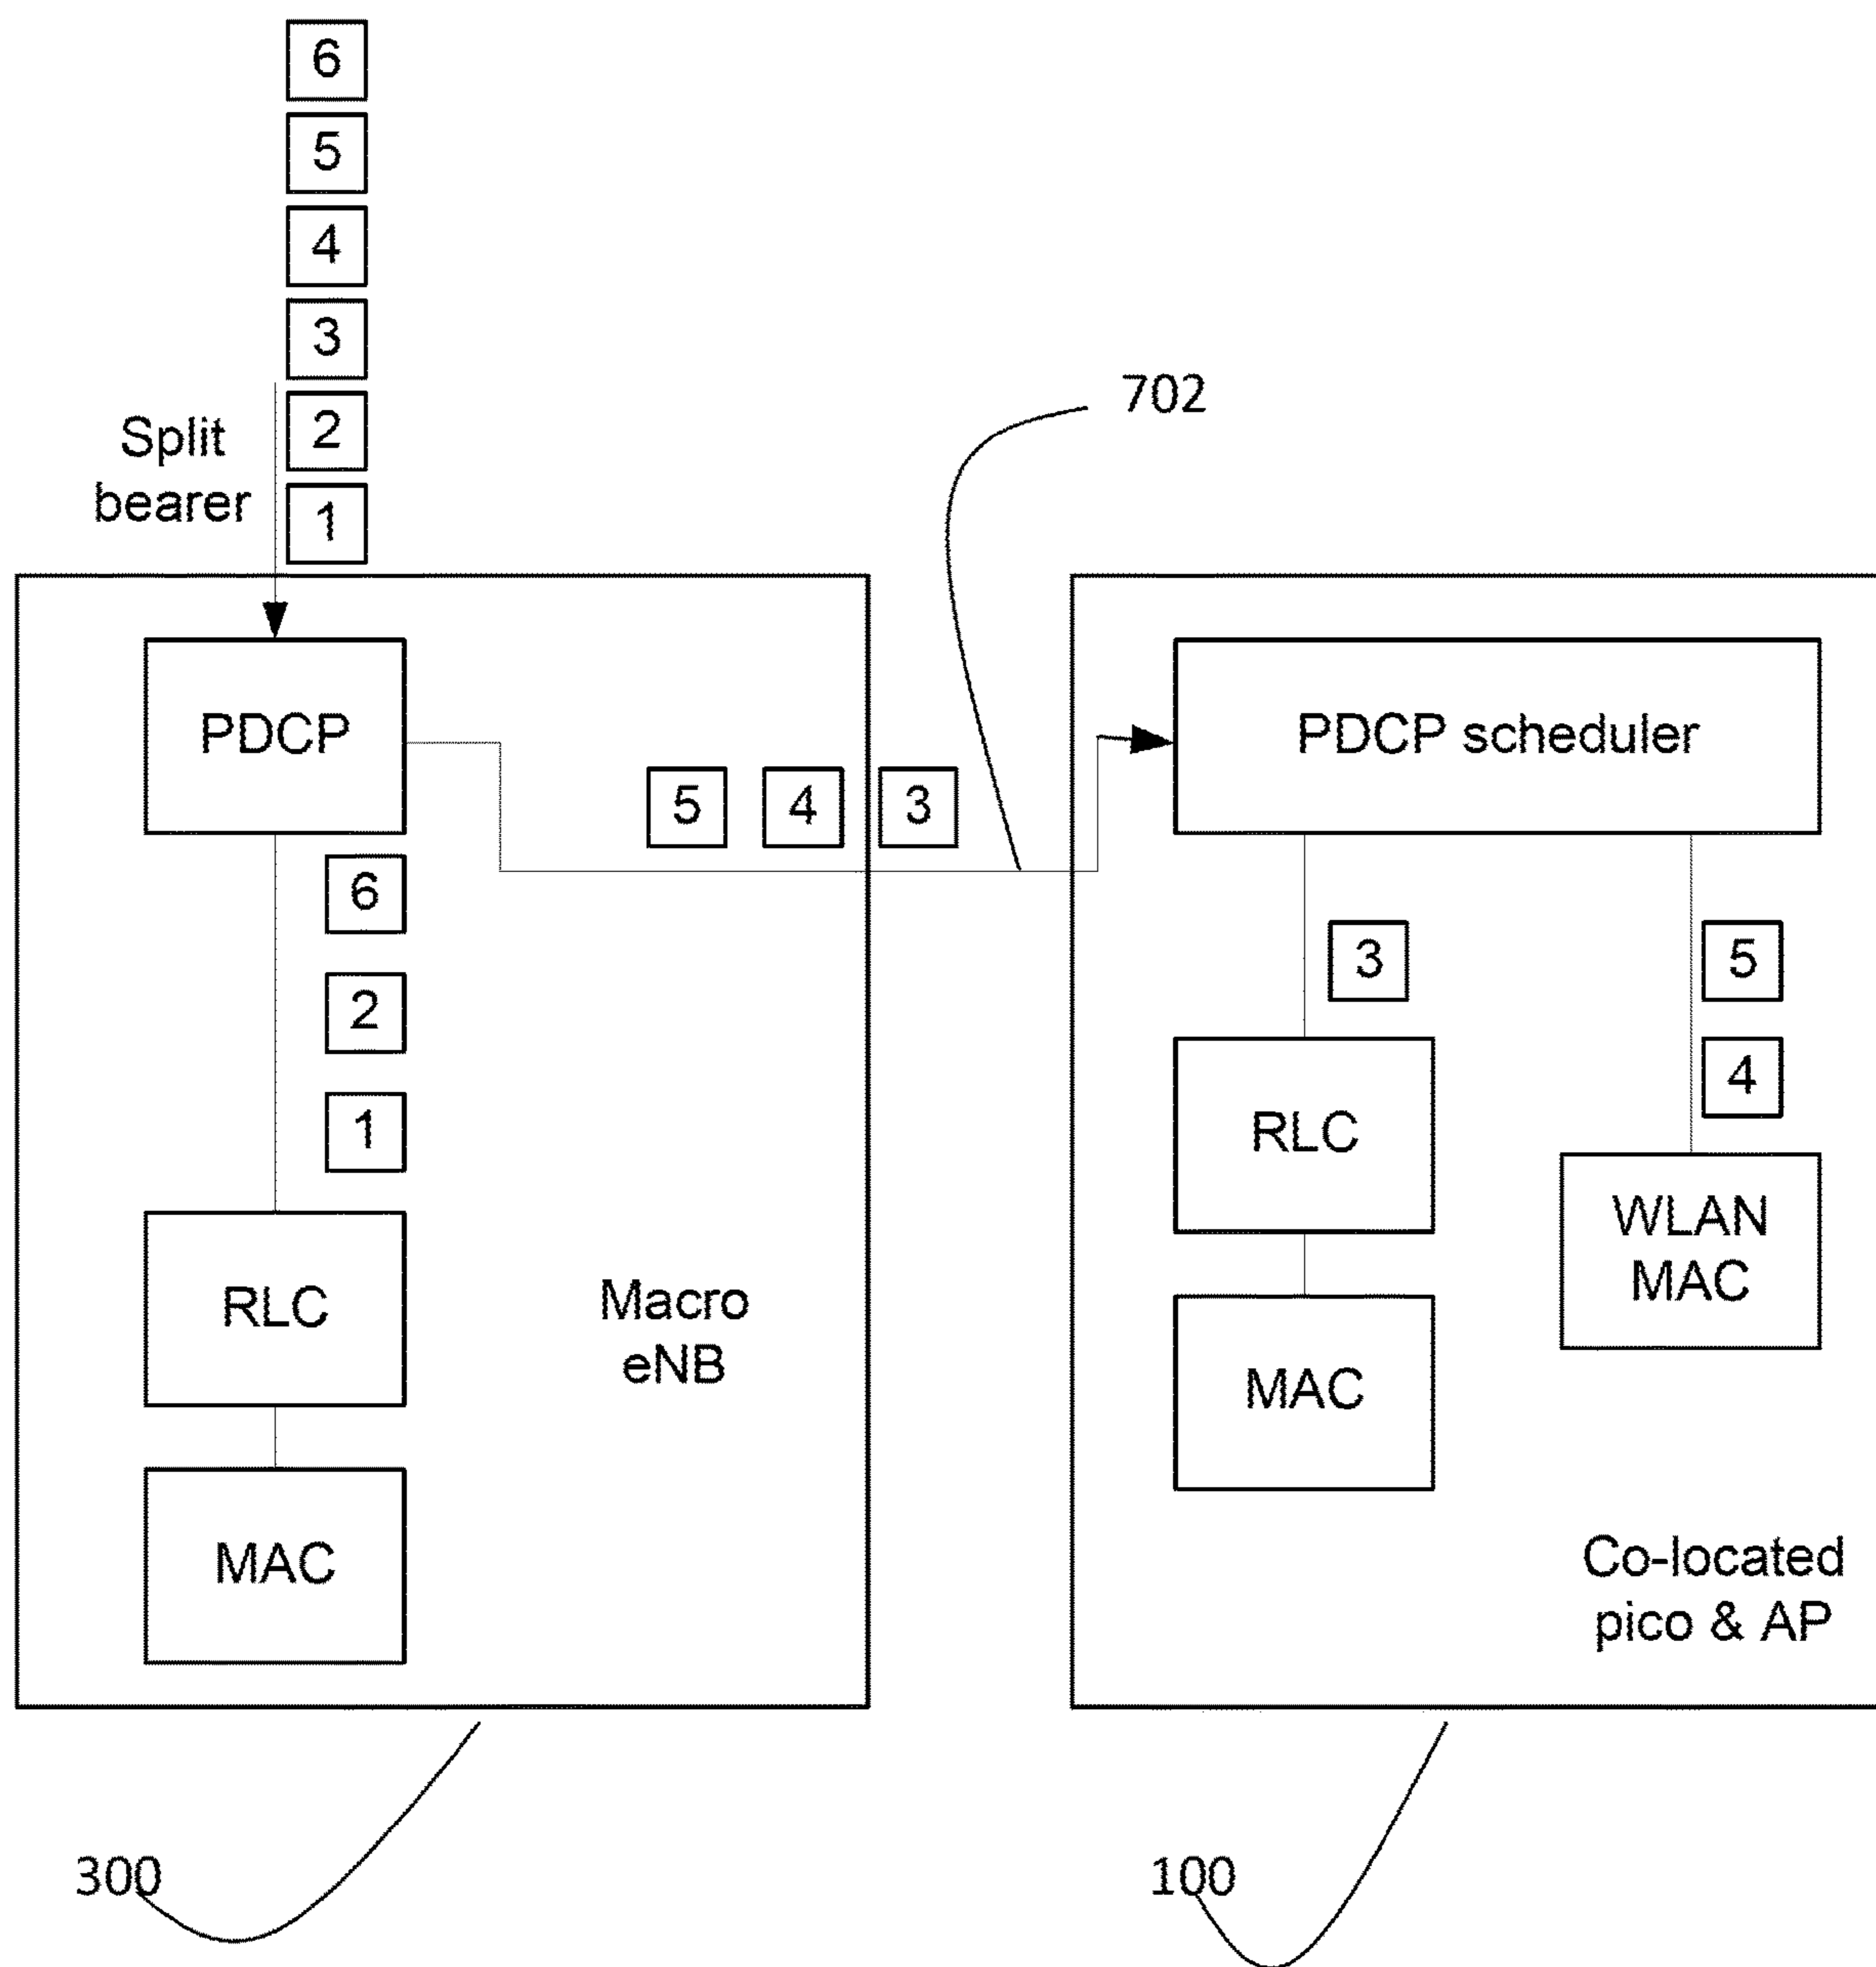 6
5
4
3
2
1
Split
bearer
702
PDCP
5 4 3
6
2
1
RLC
MAC
Macro
eNB
PDCP scheduler
3
5
4
RLC
MAC
WLAN
MAC
Co-located
pico & AP
300
100